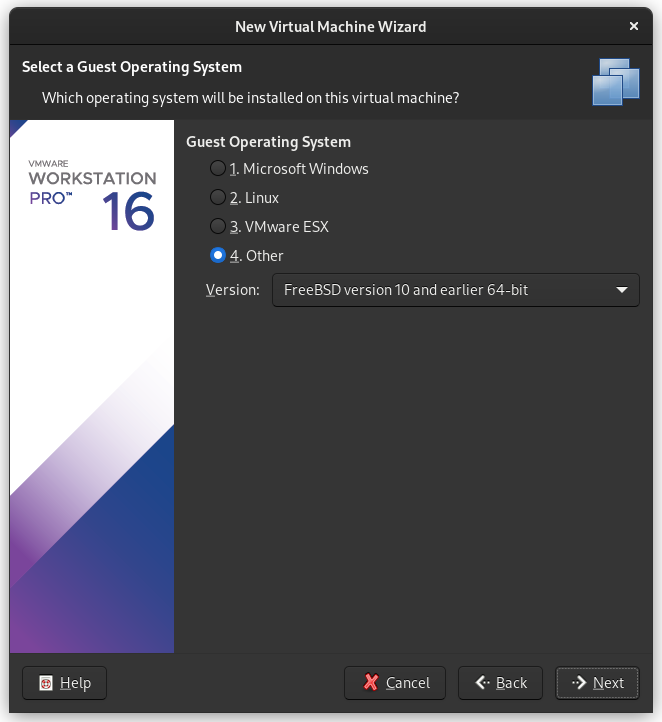 New Virtual Machine Wizard
Select a Guest Operating System
Which operating system will be installed on this virtual machine?
VMWARE
WORKSTATION
PRO™ 16
Guest Operating System
1. Microsoft Windows
2. Linux
3. VMware ESX
4. Other
Version: FreeBSD version 10 and earlier 64-bit
Help Cancel Back Next